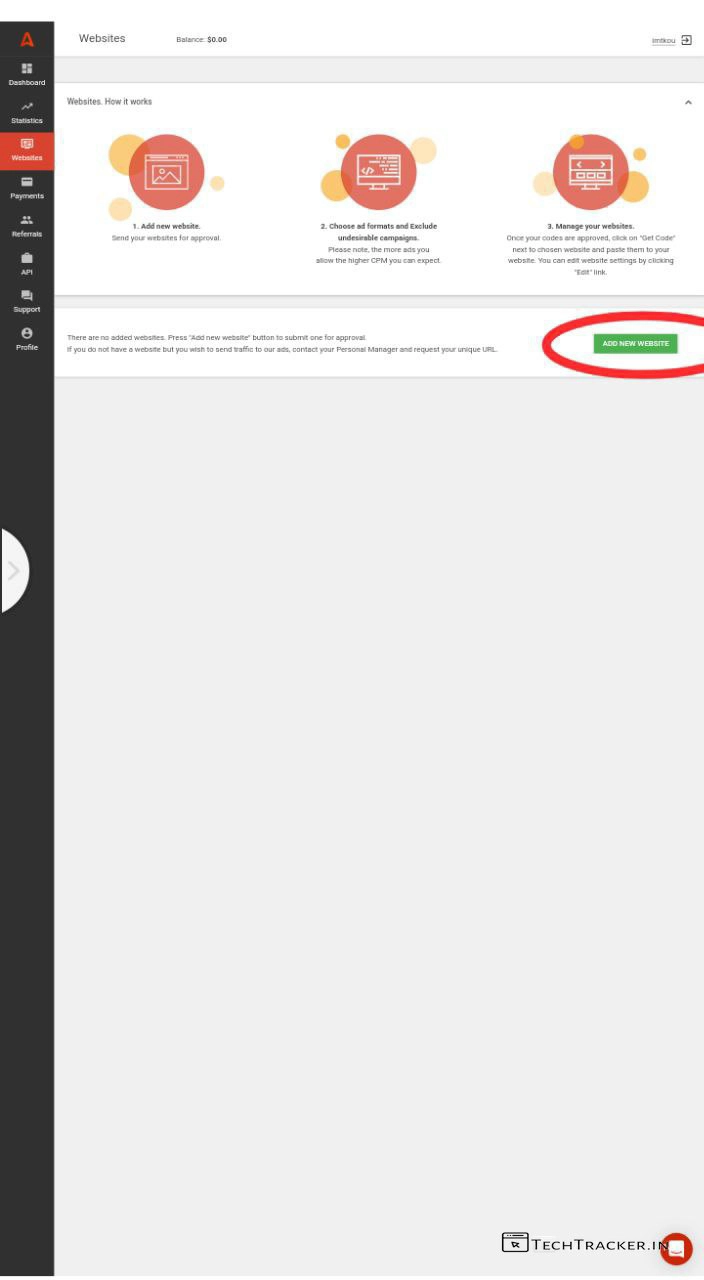 Websites
Balance: $0.00
imtkou
Dashboard
Statistics
Websites
Payments
Referrals
API
Support
Profile
Websites. How it works
1. Add new website.
Send your websites for approval.
2. Choose ad formats and Exclude
undesirable campaigns.
Please note, the more ads you
allow the higher CPM you can expect.
3. Manage your websites.
Once your codes are approved, click on "Get Code"
next to chosen website and paste them to your
website. You can edit website settings by clicking
"Edit" link.
There are no added websites. Press "Add new website" button to submit one for approval.
If you do not have a website but you wish to send traffic to our ads, contact your Personal Manager and request your unique URL.
ADD NEW WEBSITE
TECHTRACKER.IN